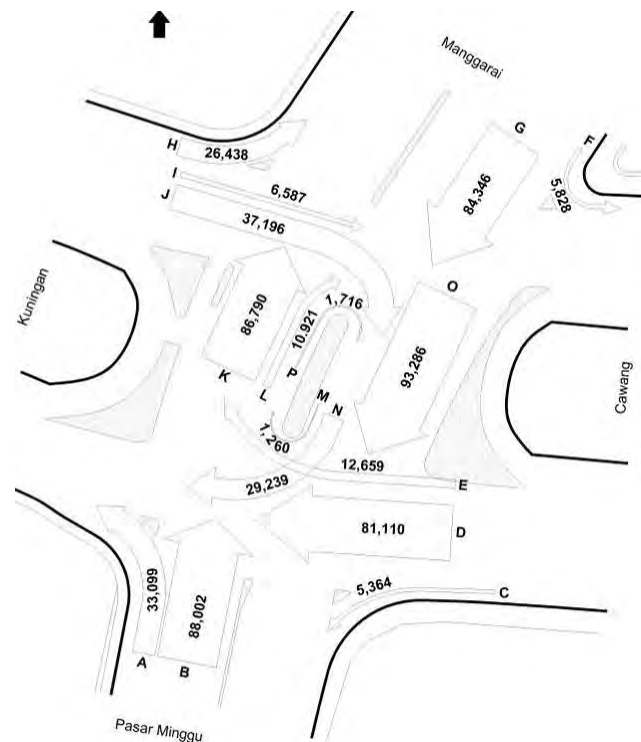 Manggarai
G
F
H
26,438
I
6,587
84,346
5,828
J
37,196
Kuningan
86,790
10.921
1,716
O
93,286
P
K
L
M
N
Cawang
1,260
12,659
29,239
E
81,110
D
33,099
88,002
5,364
C
A
B
Pasar Minggu